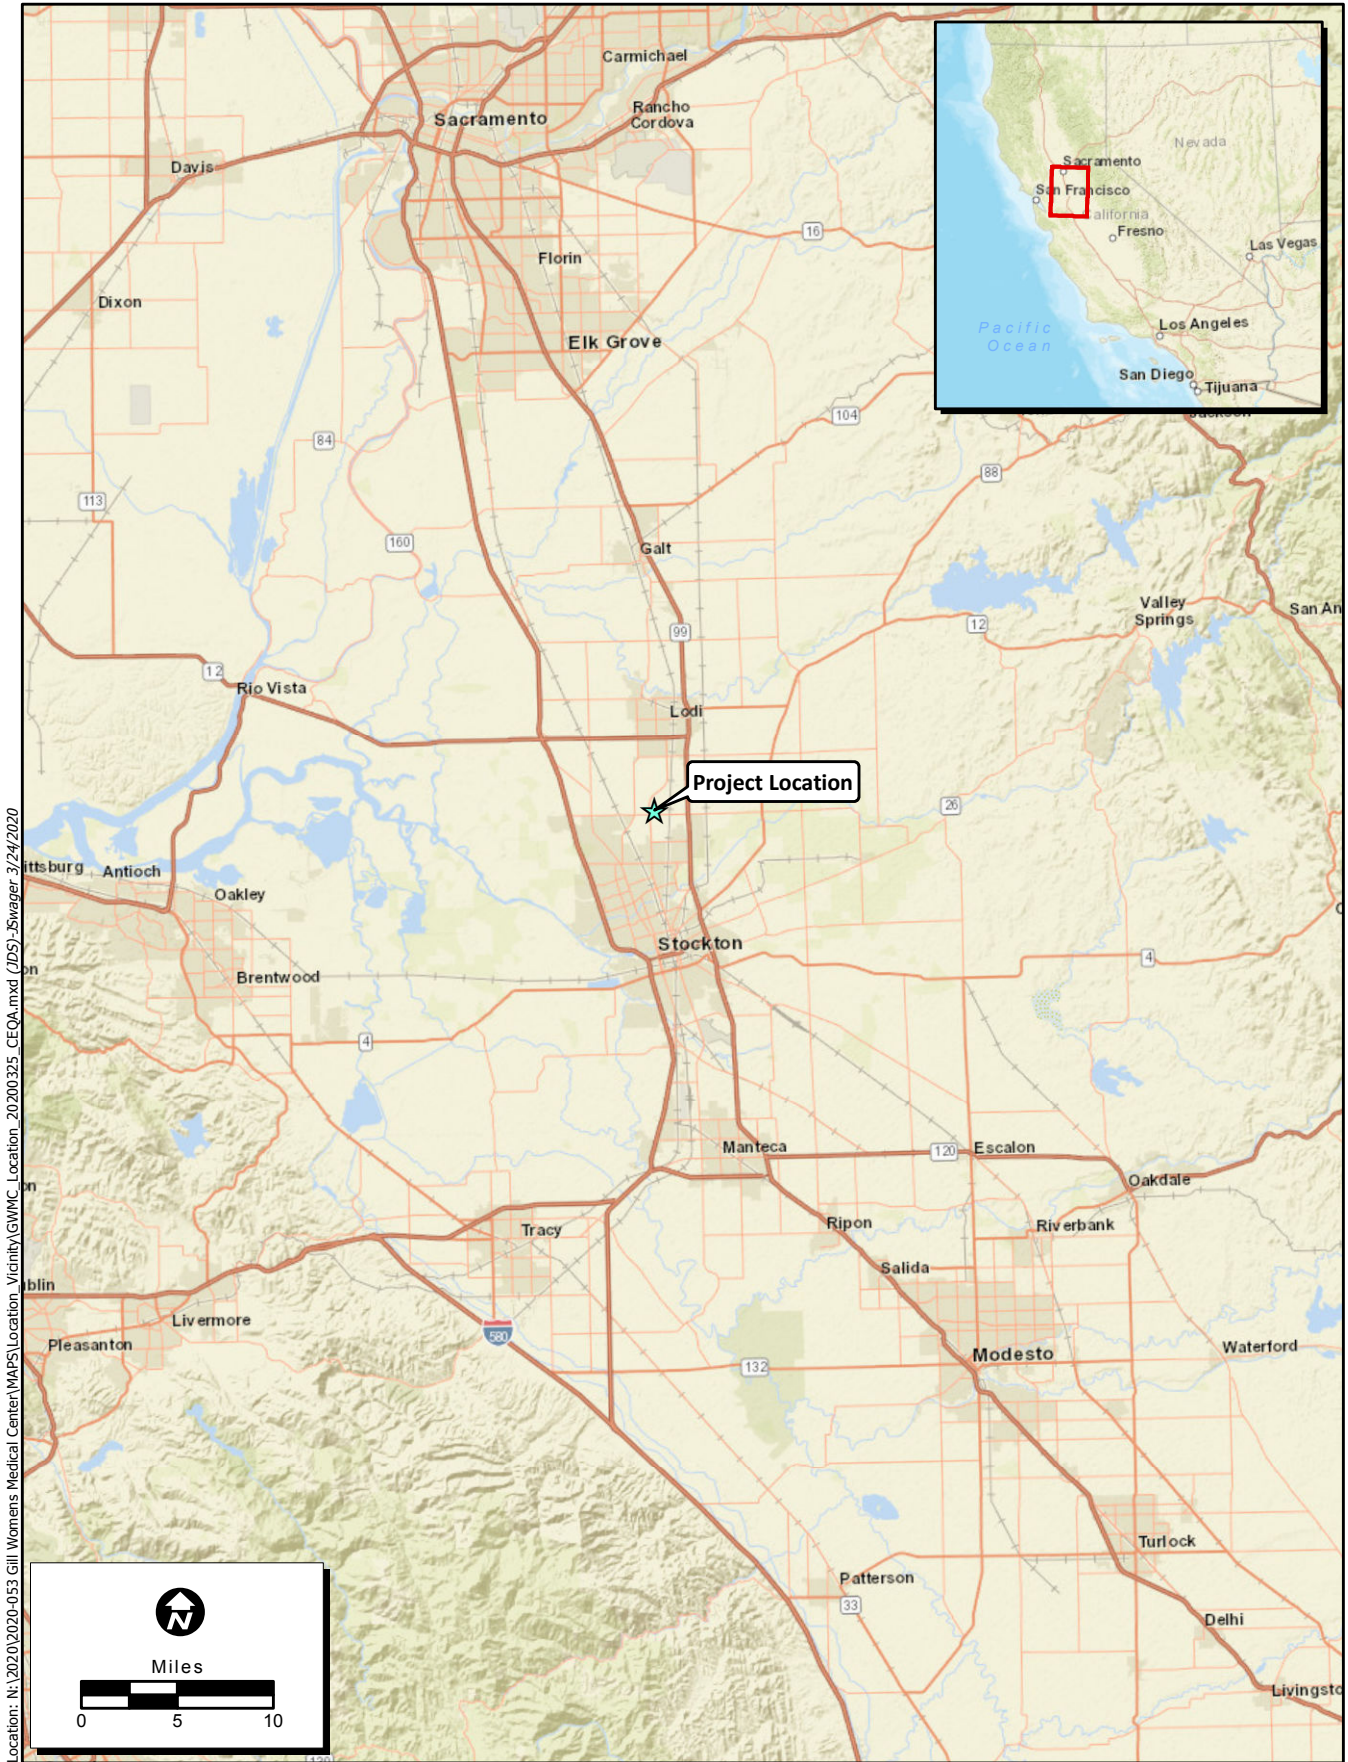 Carmichael
Sacramento
Rancho
Cordova
Davis
16
Florin
Dixon
Elk Grove
104
84
88
113
160
Galt
Valley
Springs
San An
99
12
12
Rio Vista
Lodi
Project Location
26
ittsburg
Antioch
Oakley
Stockton
4
on
Brentwood
4
Manteca
120
Escalon
Oakdale
on
Ripon
Riverbank
Tracy
Salida
blin
Livermore
580
Pleasanton
Modesto
Waterford
132
Turlock
Patterson
33
Delhi
Livingsto
Nevada
Sacramento
San Francisco
alifornia
Fresno
Las Vegas
Pacific
Ocean
Los Angeles
San Diego
Tijuana
Jackson
N
Miles
0 5 10
Location: N:\2020\2020-053 Gill Womens Medical Center\MAPS\Location_Vicinity\GWMC_Location_20200325_CEQA.mxd (JDS)-JSwager 3/24/2020